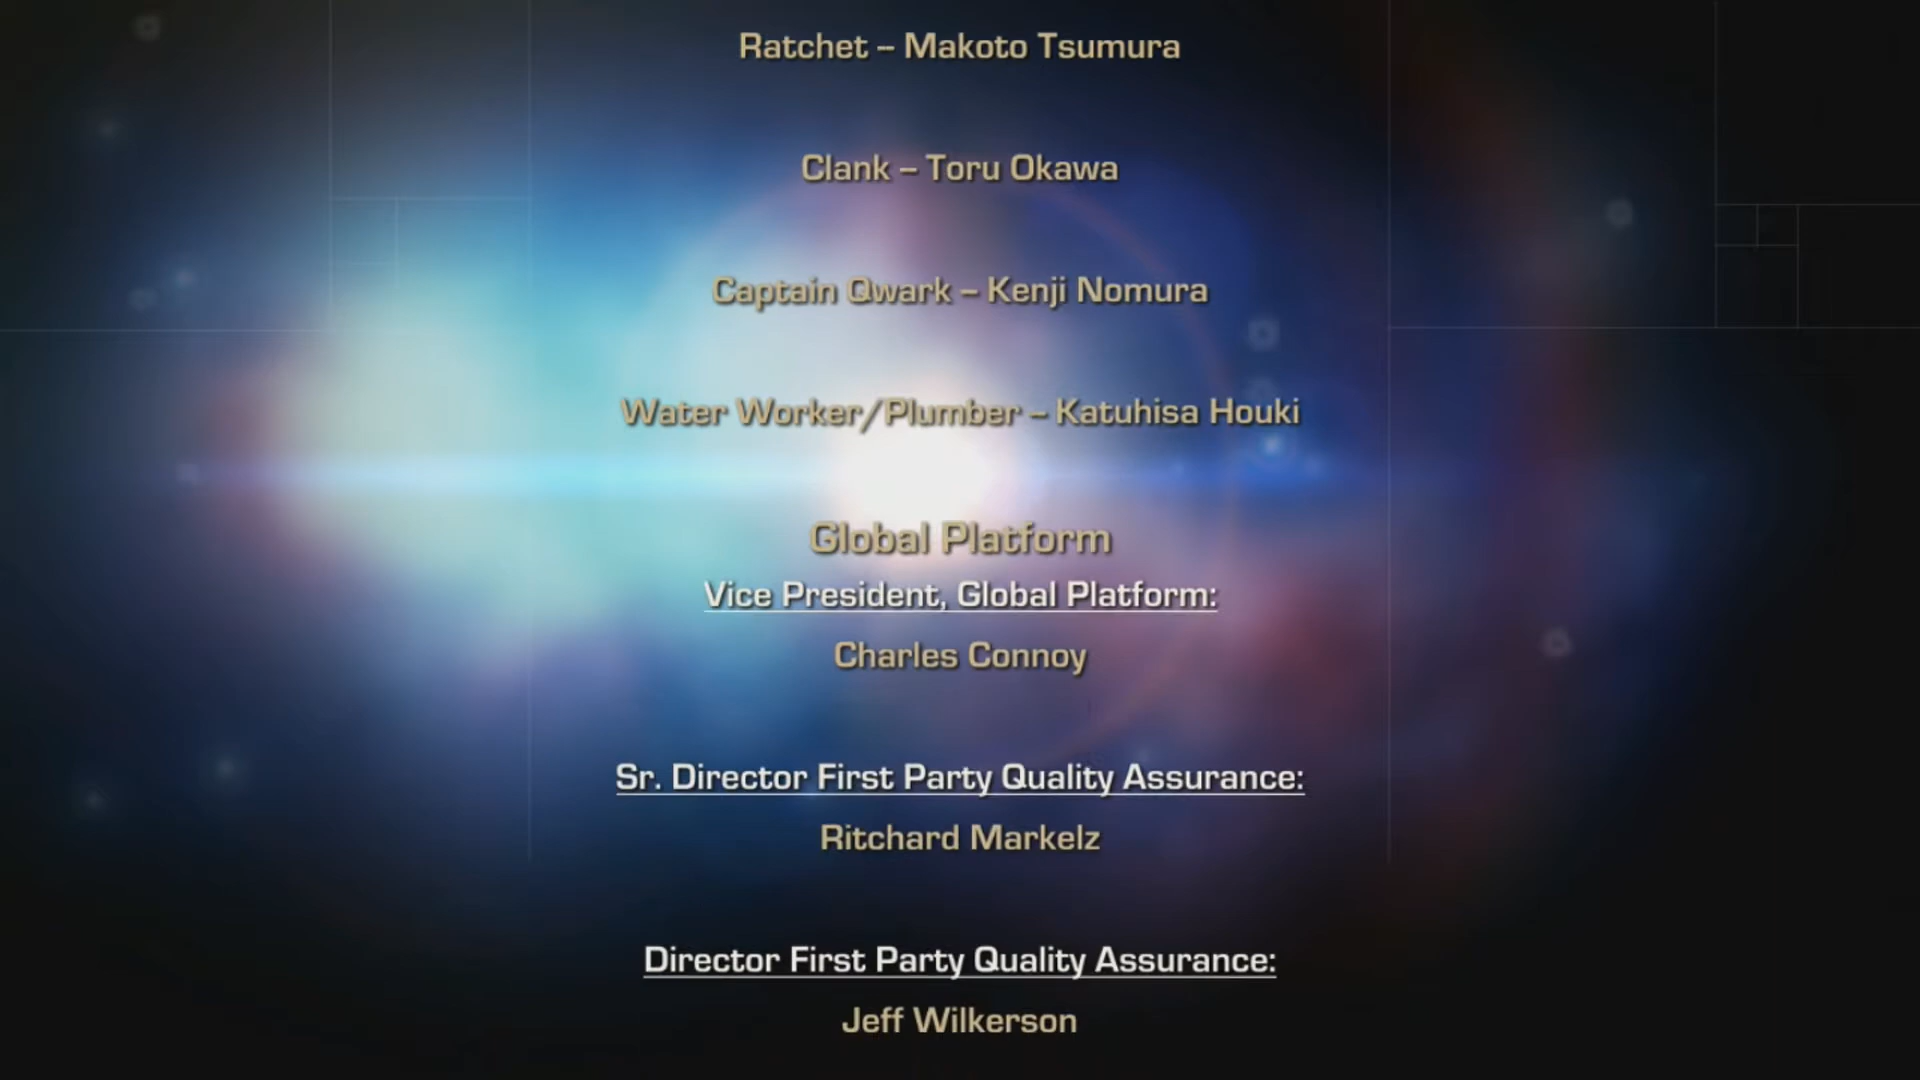 Ratchet – Makoto Tsumura
Clank – Toru Okawa
Captain Qwark – Kenji Nomura
Water Worker/Plumber – Katuhisa Houki
Global Platform
Vice President, Global Platform:
Charles Connoy
Sr. Director First Party Quality Assurance:
Ritchard Markelz
Director First Party Quality Assurance:
Jeff Wilkerson